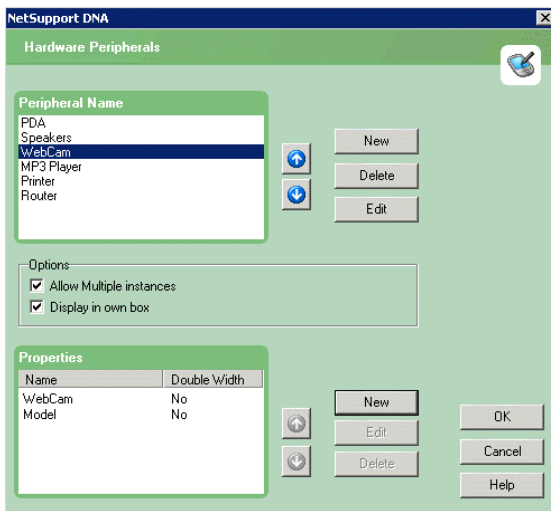 NetSupport DNA
Hardware Peripherals
Peripheral Name
PDA
Speakers
WebCam
MP3 Player
Printer
Router
New
Delete
Edit
Options
Allow Multiple instances
Display in own box
Properties
Name Double Width
WebCam No
Model No
New
Edit
Delete
OK
Cancel
Help